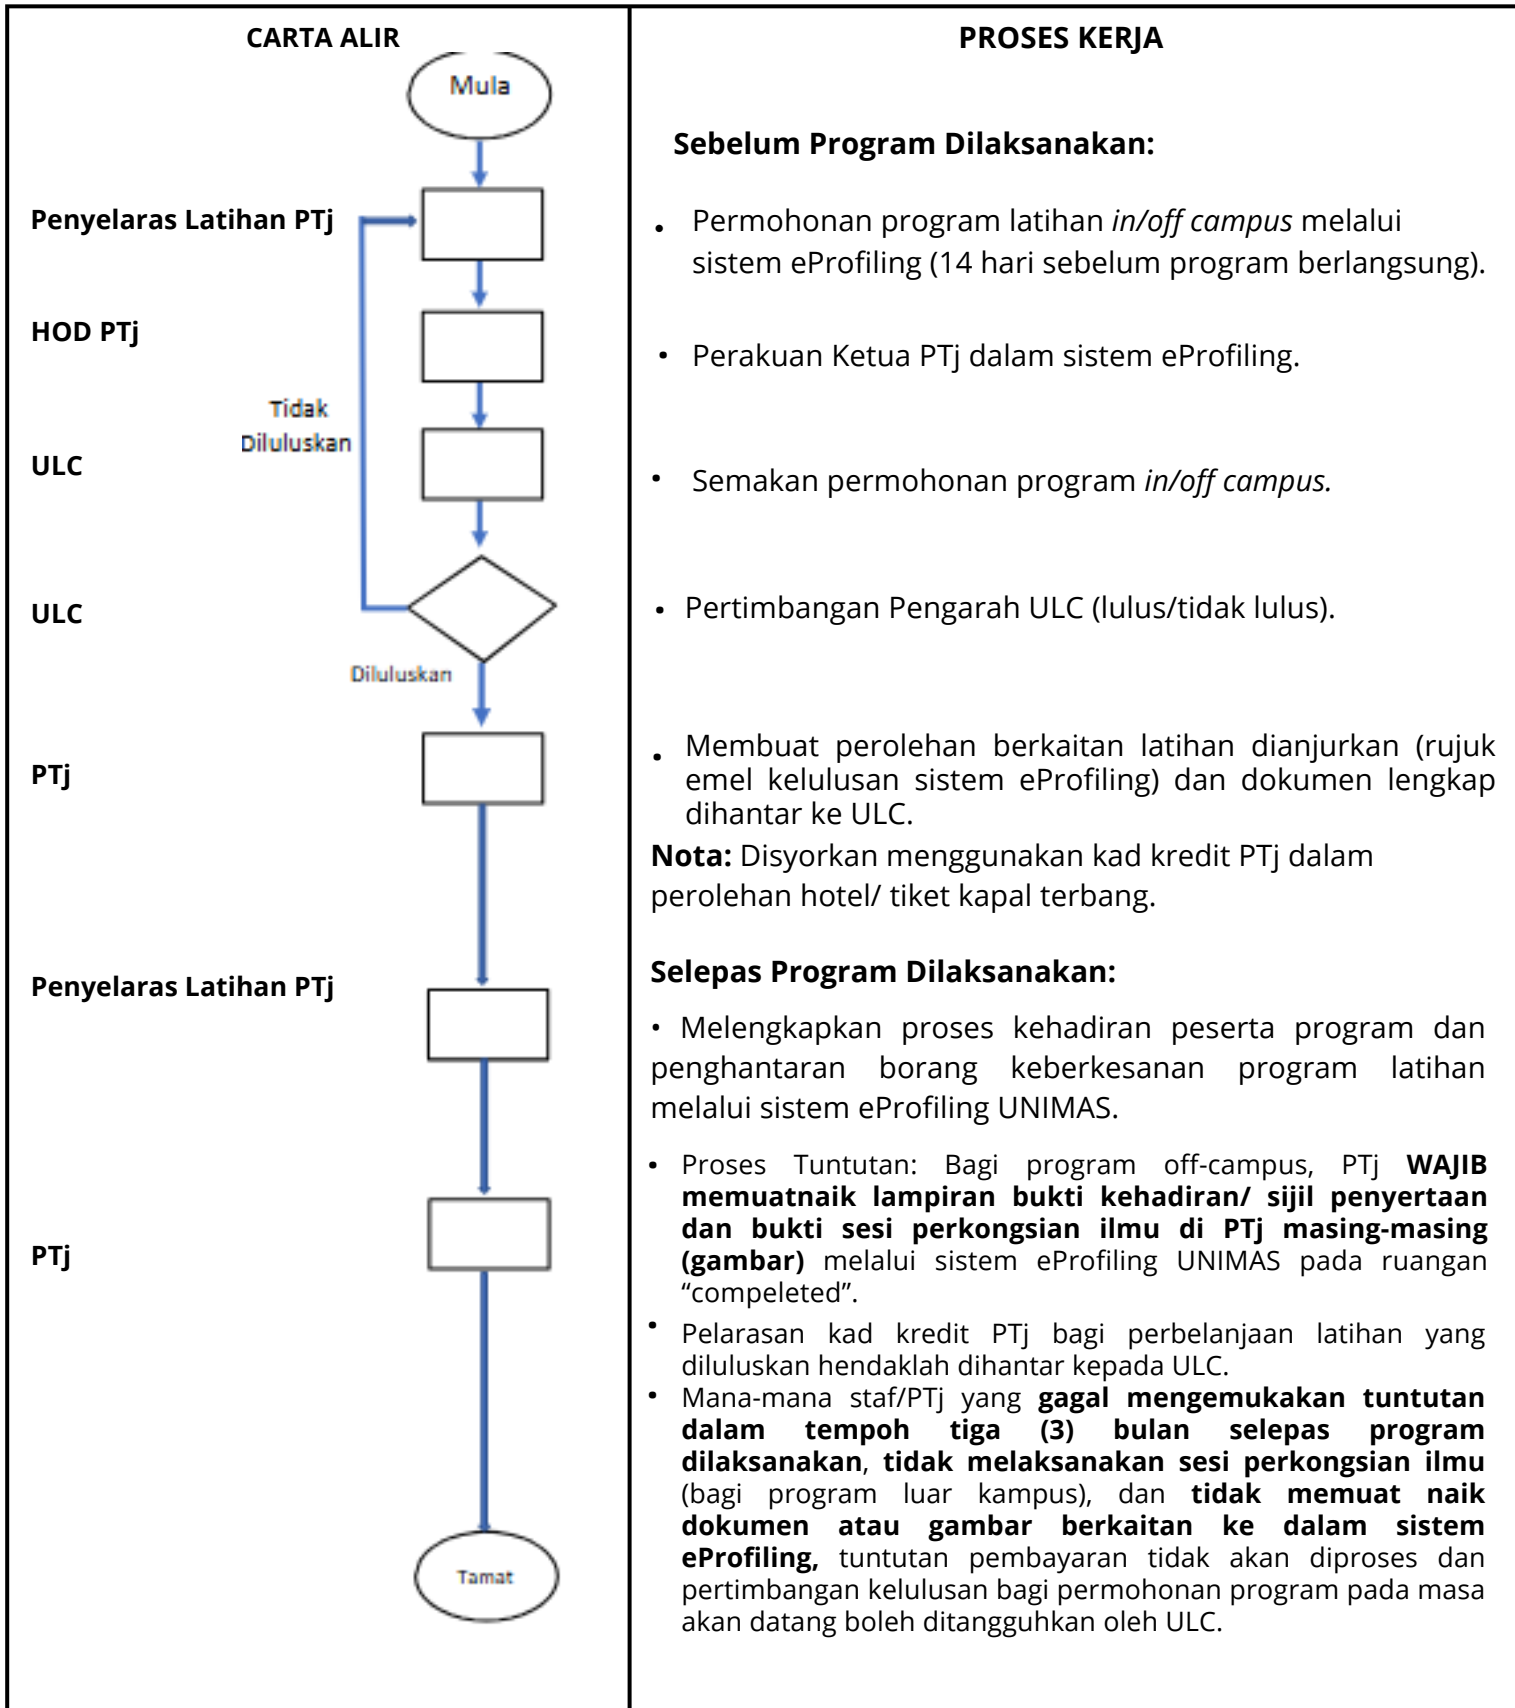 CARTA ALIR
Mula
Penyelaras Latihan PTj
HOD PTj
Tidak
Diluluskan
ULC
ULC
Diluluskan
PTj
Penyelaras Latihan PTj
PTj
Tamat
PROSES KERJA
Sebelum Program Dilaksanakan:
• Permohonan program latihan in/off campus melalui
sistem eProfiling (14 hari sebelum program berlangsung).
• Perakuan Ketua PTj dalam sistem eProfiling.
• Semakan permohonan program in/off campus.
• Pertimbangan Pengarah ULC (lulus/tidak lulus).
• Membuat perolehan berkaitan latihan dianjurkan (rujuk
emel kelulusan sistem eProfiling) dan dokumen lengkap
dihantar ke ULC.
Nota: Disyorkan menggunakan kad kredit PTj dalam
perolehan hotel/ tiket kapal terbang.
Selepas Program Dilaksanakan:
• Melengkapkan proses kehadiran peserta program dan
penghantaran borang keberkesanan program latihan
melalui sistem eProfiling UNIMAS.
• Proses Tuntutan: Bagi program off-campus, PTj WAJIB
memuatnaik lampiran bukti kehadiran/ sijil penyertaan
dan bukti sesi perkongsian ilmu di PTj masing-masing
(gambar) melalui sistem eProfiling UNIMAS pada ruangan
“compeleted”.
• Pelarasan kad kredit PTj bagi perbelanjaan latihan yang
diluluskan hendaklah dihantar kepada ULC.
• Mana-mana staf/PTj yang gagal mengemukakan tuntutan
dalam tempoh tiga (3) bulan selepas program
dilaksanakan, tidak melaksanakan sesi perkongsian ilmu
(bagi program luar kampus), dan tidak memuat naik
dokumen atau gambar berkaitan ke dalam sistem
eProfiling, tuntutan pembayaran tidak akan diproses dan
pertimbangan kelulusan bagi permohonan program pada masa
akan datang boleh ditangguhkan oleh ULC.